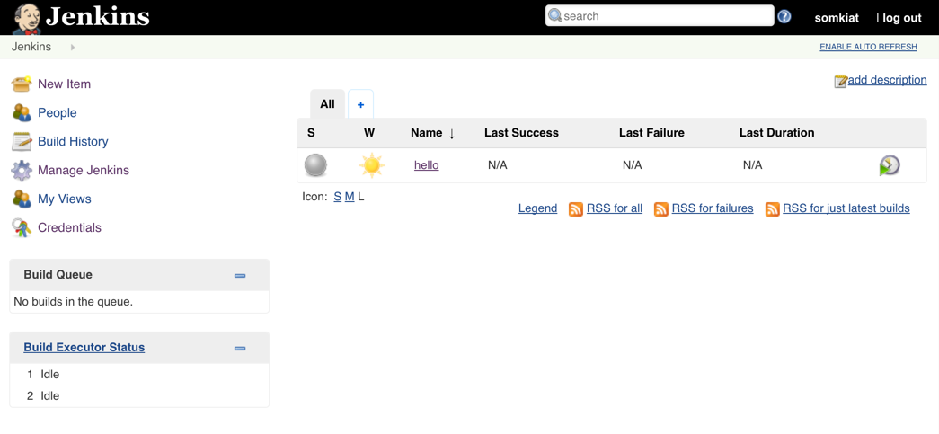 Jenkins
search
somkiat | log out
Jenkins
ENABLE AUTO REFRESH
New Item
People
Build History
Manage Jenkins
My Views
Credentials
Build Queue
No builds in the queue.
Build Executor Status
1 Idle
2 Idle
add description
All +
S W Name ↓ Last Success Last Failure Last Duration
hello N/A N/A N/A
Icon: S M L
Legend RSS for all RSS for failures RSS for just latest builds